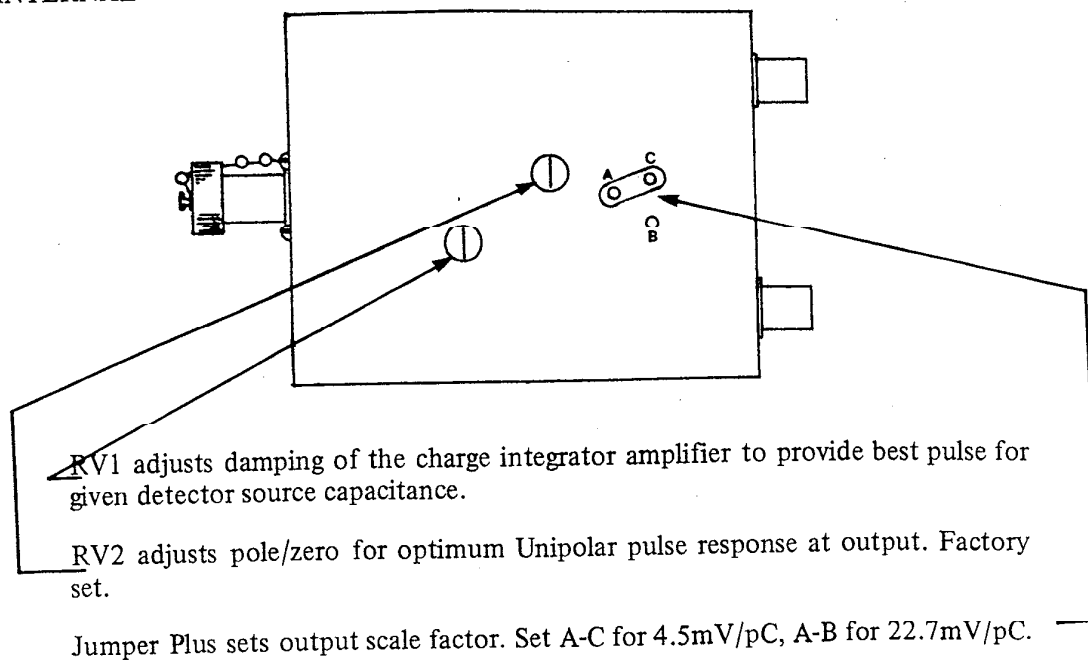 A
C
B
RV1 adjusts damping of the charge integrator amplifier to provide best pulse for
given detector source capacitance.
RV2 adjusts pole/zero for optimum Unipolar pulse response at output. Factory
set.
Jumper Plus sets output scale factor. Set A-C for 4.5mV/pC, A-B for 22.7mV/pC.